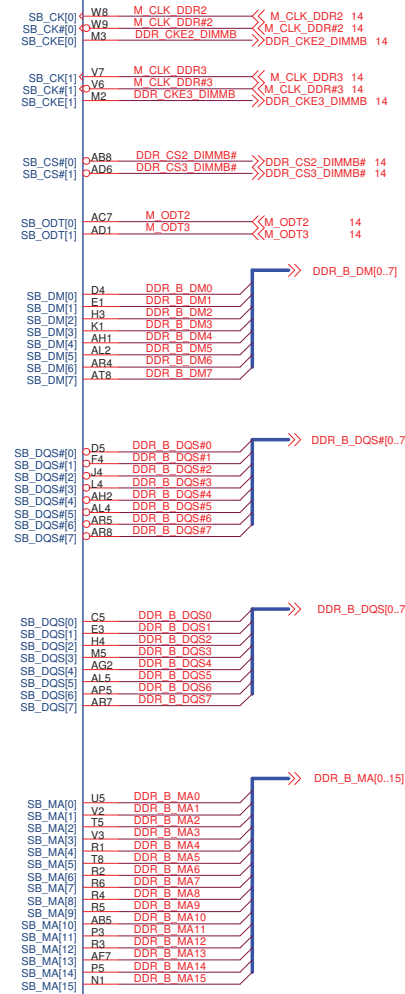 SB_CK[0] W8 M_CLK_DDR2 M_CLK_DDR2 14
SB_CK#[0] W9 M_CLK_DDR#2 M_CLK_DDR#2 14
SB_CKE[0] M3 DDR_CKE2_DIMMB DDR_CKE2_DIMMB 14
SB_CK[1] V7 M_CLK_DDR3 M_CLK_DDR3 14
SB_CK#[1] V6 M_CLK_DDR#3 M_CLK_DDR#3 14
SB_CKE[1] M2 DDR_CKE3_DIMMB DDR_CKE3_DIMMB 14
SB_CS#[0] AB8 DDR_CS2_DIMMB# DDR_CS2_DIMMB# 14
SB_CS#[1] AD6 DDR_CS3_DIMMB# DDR_CS3_DIMMB# 14
SB_ODT[0] AC7 M_ODT2 M_ODT2 14
SB_ODT[1] AD1 M_ODT3 M_ODT3 14
DDR_B_DM[0..7]
SB_DM[0] D4 DDR_B_DM0
SB_DM[1] E1 DDR_B_DM1
SB_DM[2] H3 DDR_B_DM2
SB_DM[3] K1 DDR_B_DM3
SB_DM[4] AH1 DDR_B_DM4
SB_DM[5] AL2 DDR_B_DM5
SB_DM[6] AR4 DDR_B_DM6
SB_DM[7] AT8 DDR_B_DM7
DDR_B_DQS#[0..7
SB_DQS#[0] D5 DDR_B_DQS#0
SB_DQS#[1] F4 DDR_B_DQS#1
SB_DQS#[2] J4 DDR_B_DQS#2
SB_DQS#[3] L4 DDR_B_DQS#3
SB_DQS#[4] AH2 DDR_B_DQS#4
SB_DQS#[5] AL4 DDR_B_DQS#5
SB_DQS#[6] AR5 DDR_B_DQS#6
SB_DQS#[7] AR8 DDR_B_DQS#7
DDR_B_DQS[0..7
SB_DQS[0] C5 DDR_B_DQS0
SB_DQS[1] E3 DDR_B_DQS1
SB_DQS[2] H4 DDR_B_DQS2
SB_DQS[3] M5 DDR_B_DQS3
SB_DQS[4] AG2 DDR_B_DQS4
SB_DQS[5] AL5 DDR_B_DQS5
SB_DQS[6] AP5 DDR_B_DQS6
SB_DQS[7] AR7 DDR_B_DQS7
DDR_B_MA[0..15]
SB_MA[0] U5 DDR_B_MA0
SB_MA[1] V2 DDR_B_MA1
SB_MA[2] T5 DDR_B_MA2
SB_MA[3] V3 DDR_B_MA3
SB_MA[4] R1 DDR_B_MA4
SB_MA[5] T8 DDR_B_MA5
SB_MA[6] R2 DDR_B_MA6
SB_MA[7] R6 DDR_B_MA7
SB_MA[8] R4 DDR_B_MA8
SB_MA[9] R5 DDR_B_MA9
SB_MA[10] AB5 DDR_B_MA10
SB_MA[11] P3 DDR_B_MA11
SB_MA[12] R3 DDR_B_MA12
SB_MA[13] AF7 DDR_B_MA13
SB_MA[14] P5 DDR_B_MA14
SB_MA[15] N1 DDR_B_MA15